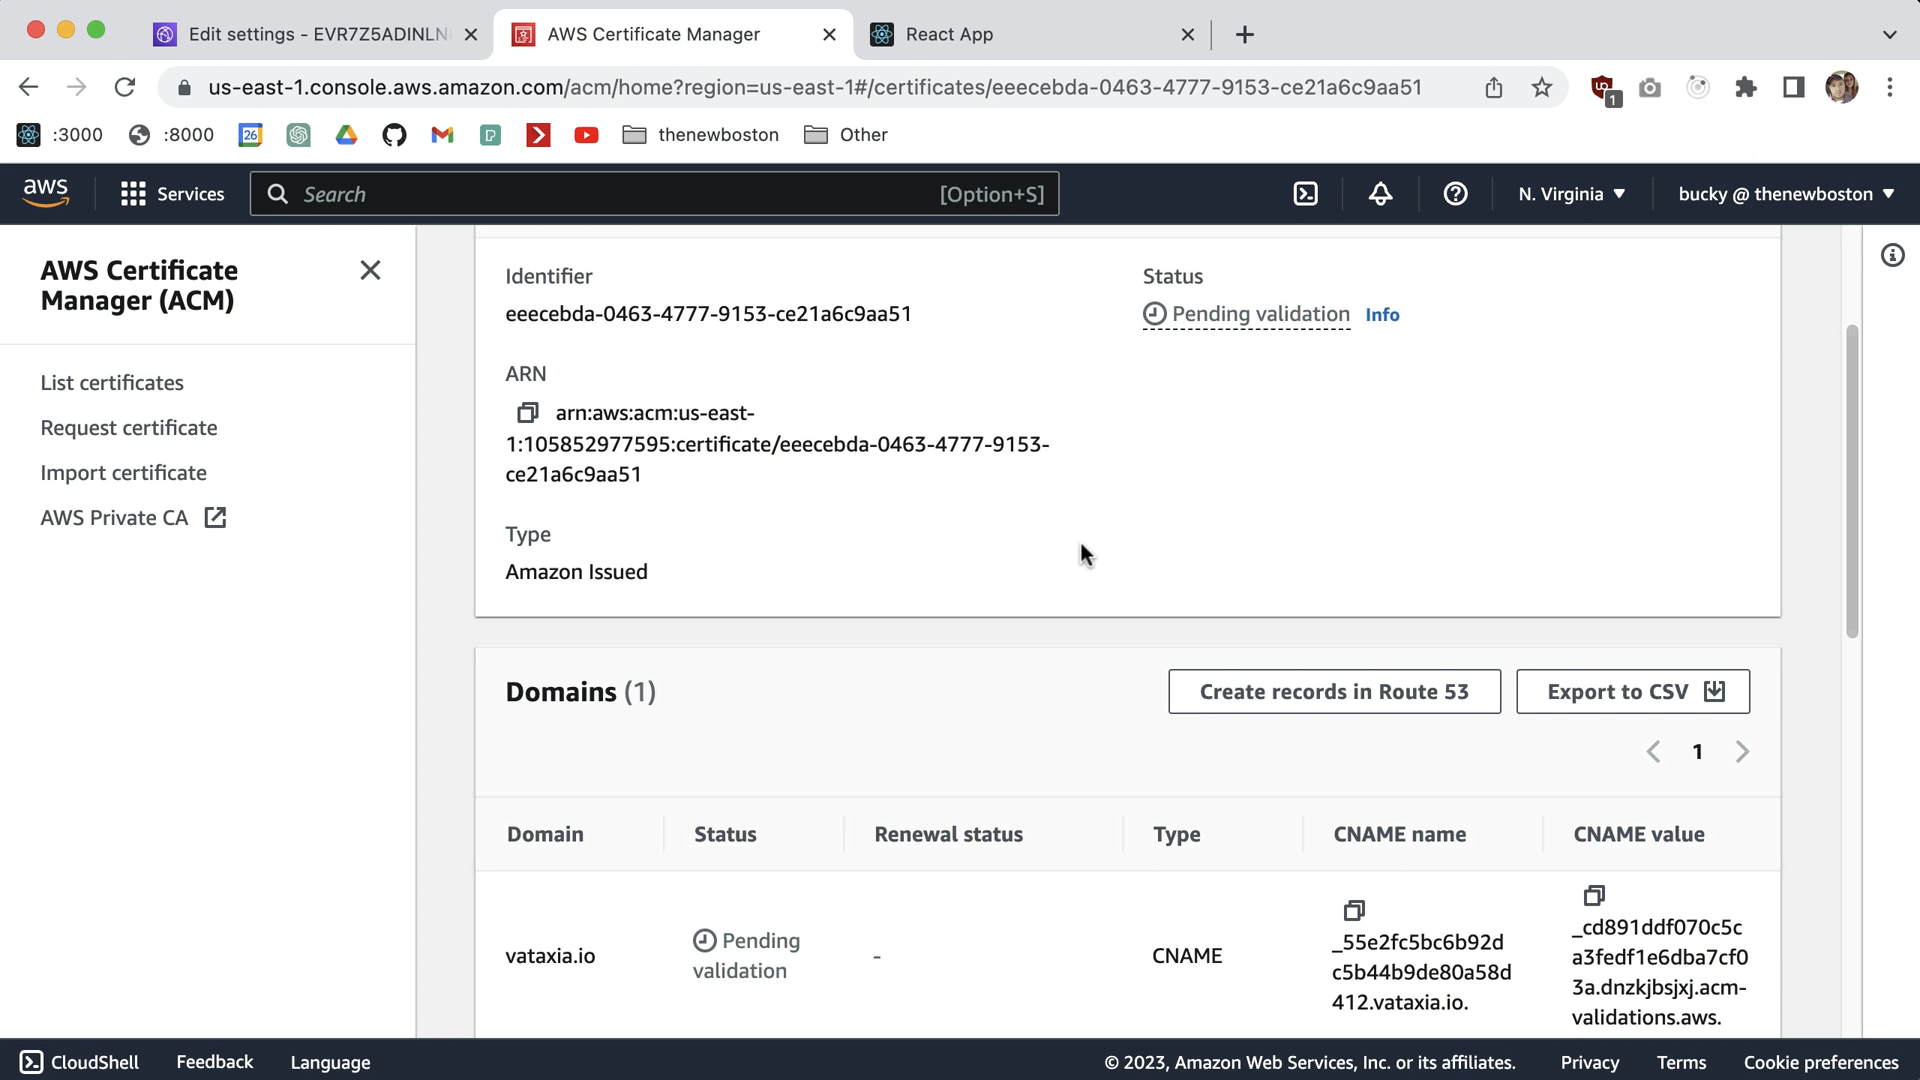 Edit settings - EVR7Z5ADINLN
AWS Certificate Manager
React App
us-east-1.console.aws.amazon.com/acm/home?region=us-east-1#/certificates/eeecebda-0463-4777-9153-ce21a6c9aa51
1
:3000
:8000
26
thenewboston
Other
aws
Services
Search
[Option+S]
N. Virginia
bucky @ thenewboston
AWS Certificate
Manager (ACM)
List certificates
Request certificate
Import certificate
AWS Private CA
Identifier
eeecebda-0463-4777-9153-ce21a6c9aa51
Status
Pending validation Info
ARN
arn:aws:acm:us-east-
1:105852977595:certificate/eeecebda-0463-4777-9153-
ce21a6c9aa51
Type
Amazon Issued
Domains (1)
Create records in Route 53
Export to CSV
1
Domain
Status
Renewal status
Type
CNAME name
CNAME value
vataxia.io
Pending
validation
-
CNAME
_55e2fc5bc6b92d
c5b44b9de80a58d
412.vataxia.io.
_cd891ddf070c5c
a3fedf1e6dba7cf0
3a.dnzkjbsjxj.acm-
validations.aws.
CloudShell
Feedback
Language
© 2023, Amazon Web Services, Inc. or its affiliates.
Privacy
Terms
Cookie preferences